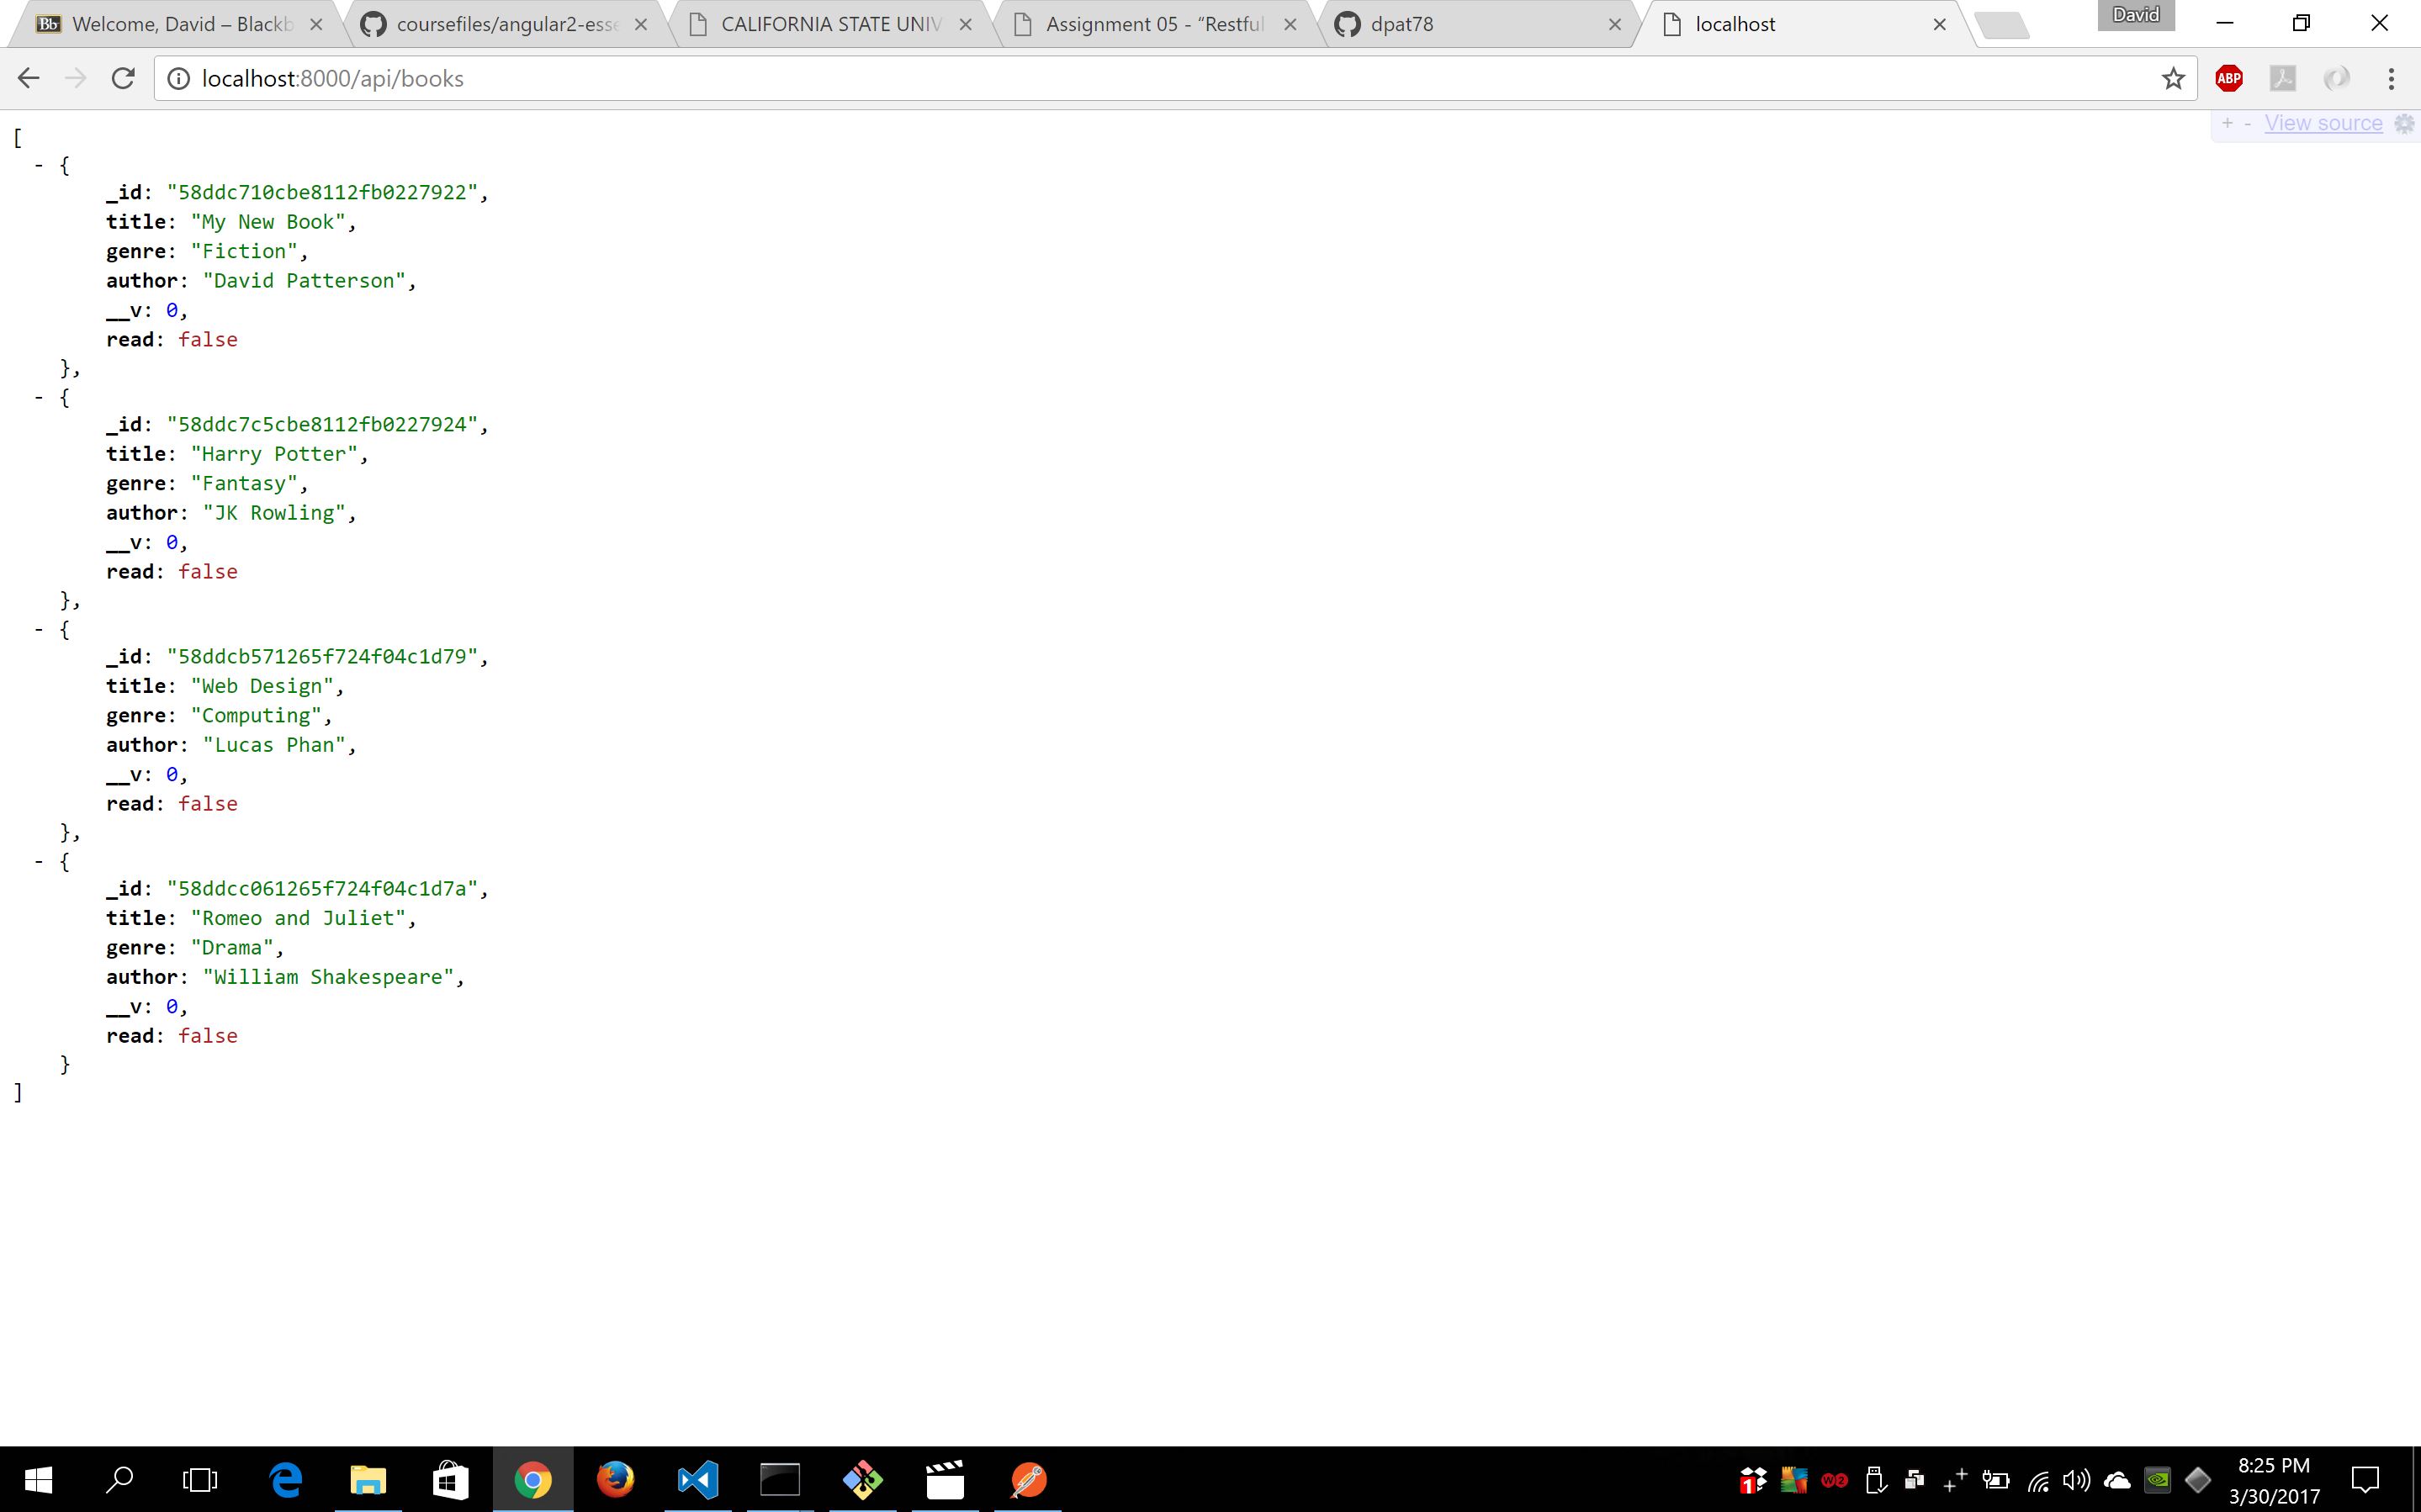 Welcome, David – Blackb
coursefiles/angular2-esse
CALIFORNIA STATE UNIV
Assignment 05 - “Restful
dpat78
localhost
David
localhost:8000/api/books
ABP
+ - View source
[
- {
_id: "58ddc710cbe8112fb0227922",
title: "My New Book",
genre: "Fiction",
author: "David Patterson",
__v: 0,
read: false
},
- {
_id: "58ddc7c5cbe8112fb0227924",
title: "Harry Potter",
genre: "Fantasy",
author: "JK Rowling",
__v: 0,
read: false
},
- {
_id: "58ddcb571265f724f04c1d79",
title: "Web Design",
genre: "Computing",
author: "Lucas Phan",
__v: 0,
read: false
},
- {
_id: "58ddcc061265f724f04c1d7a",
title: "Romeo and Juliet",
genre: "Drama",
author: "William Shakespeare",
__v: 0,
read: false
}
]
8:25 PM
3/30/2017